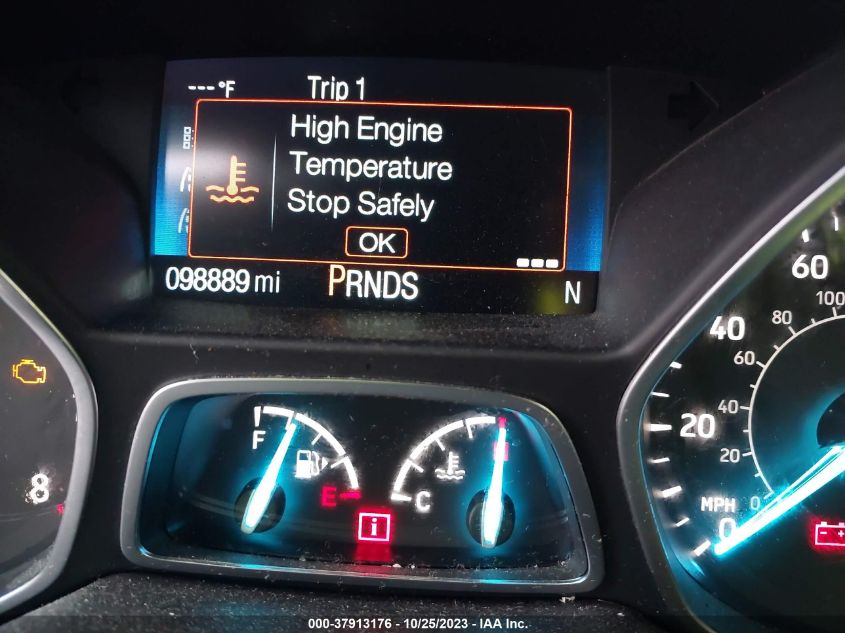 ---°F Trip 1
High Engine
Temperature
Stop Safely
OK
098889 mi PRNDS N
60
100
40
80
60
F
40
20
20
8
E
C
MPH
0
0
000-37913176 - 10/25/2023 - IAA Inc.